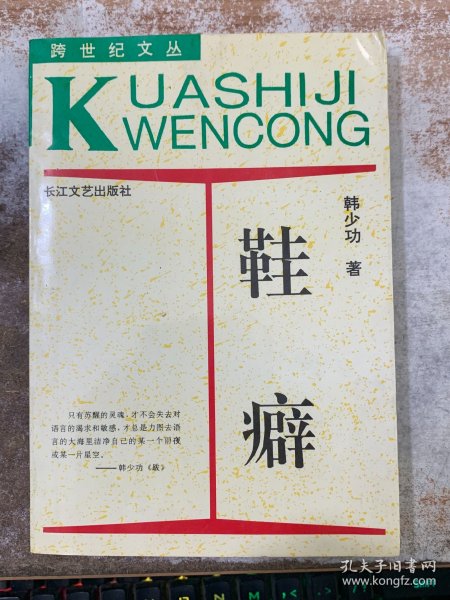 跨世纪文丛
KUASHIJI
WENCONG
长江文艺出版社
韩少功 著
鞋癖
只有苏醒的灵魂，才不会失去对
语言的渴求和敏感，才总是力图去语
言的大海里洁净自己的某一个雨夜
或某一片星空。
——韩少功《跋》
孔夫子旧书网
www.kongfz.com